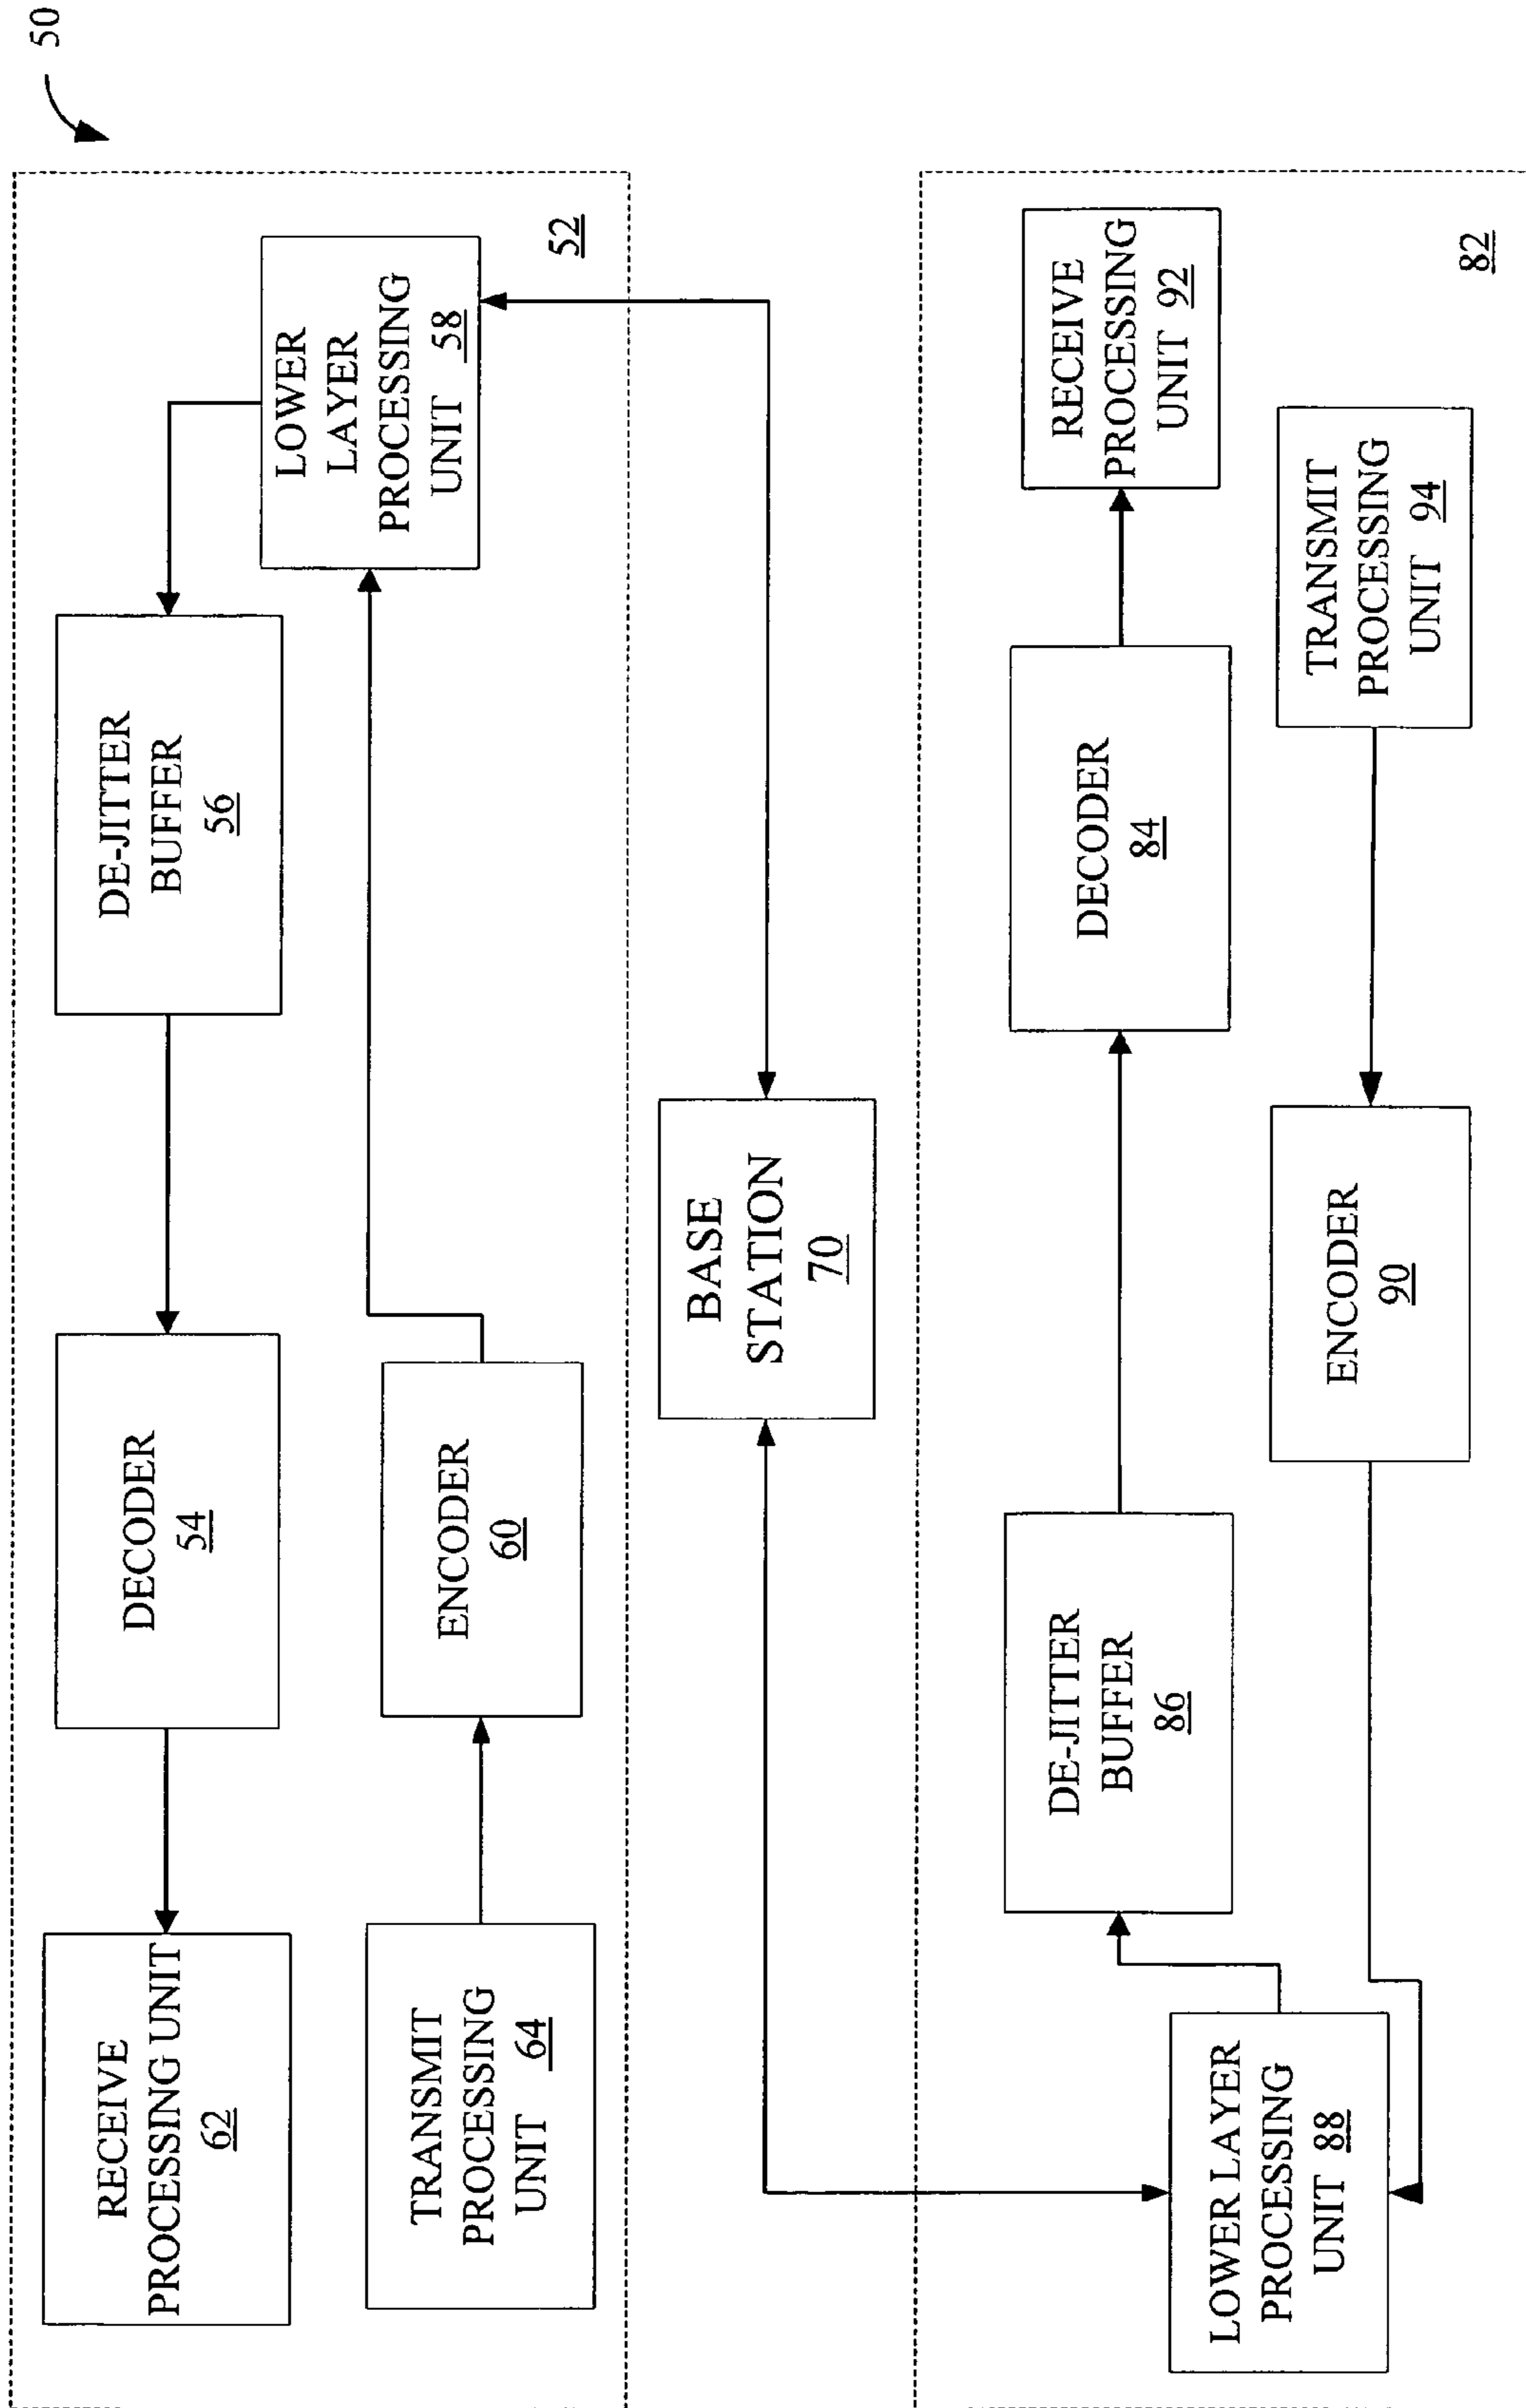 50
RECEIVE
PROCESSING UNIT
62
DECODER
54
DE-JITTER
BUFFER
56
LOWER
LAYER
PROCESSING
UNIT 58
TRANSMIT
PROCESSING
UNIT 64
ENCODER
60
52
BASE
STATION
70
LOWER LAYER
PROCESSING
UNIT 88
DE-JITTER
BUFFER
86
DECODER
84
RECEIVE
PROCESSING
UNIT 92
ENCODER
90
TRANSMIT
PROCESSING
UNIT 94
82